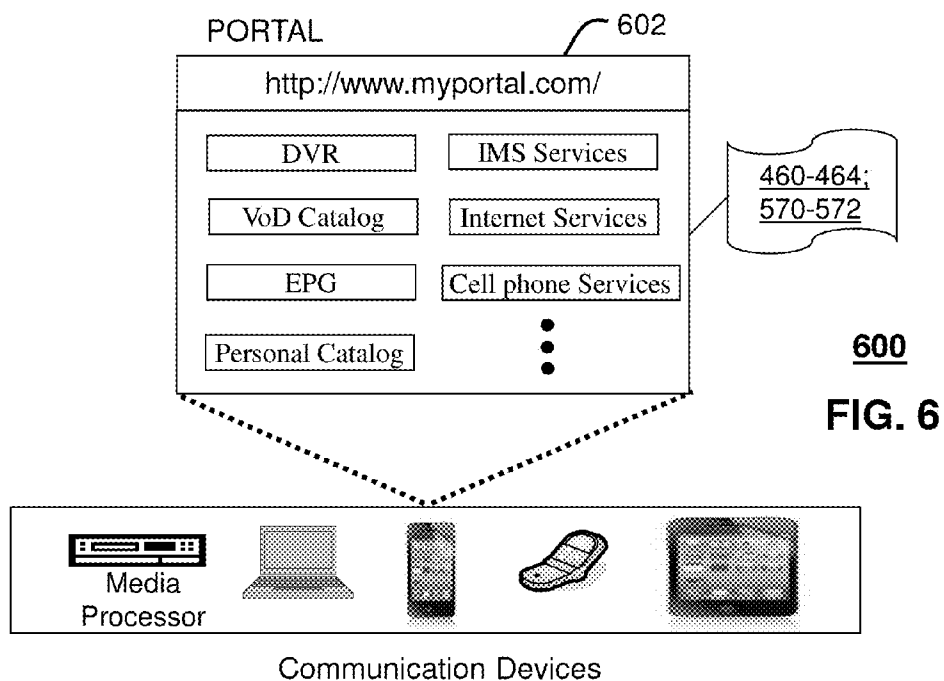 PORTAL
602
http://www.myportal.com/
DVR
IMS Services
VoD Catalog
Internet Services
EPG
Cell phone Services
Personal Catalog
460-464;
570-572
600
FIG. 6
Media
Processor
Communication Devices